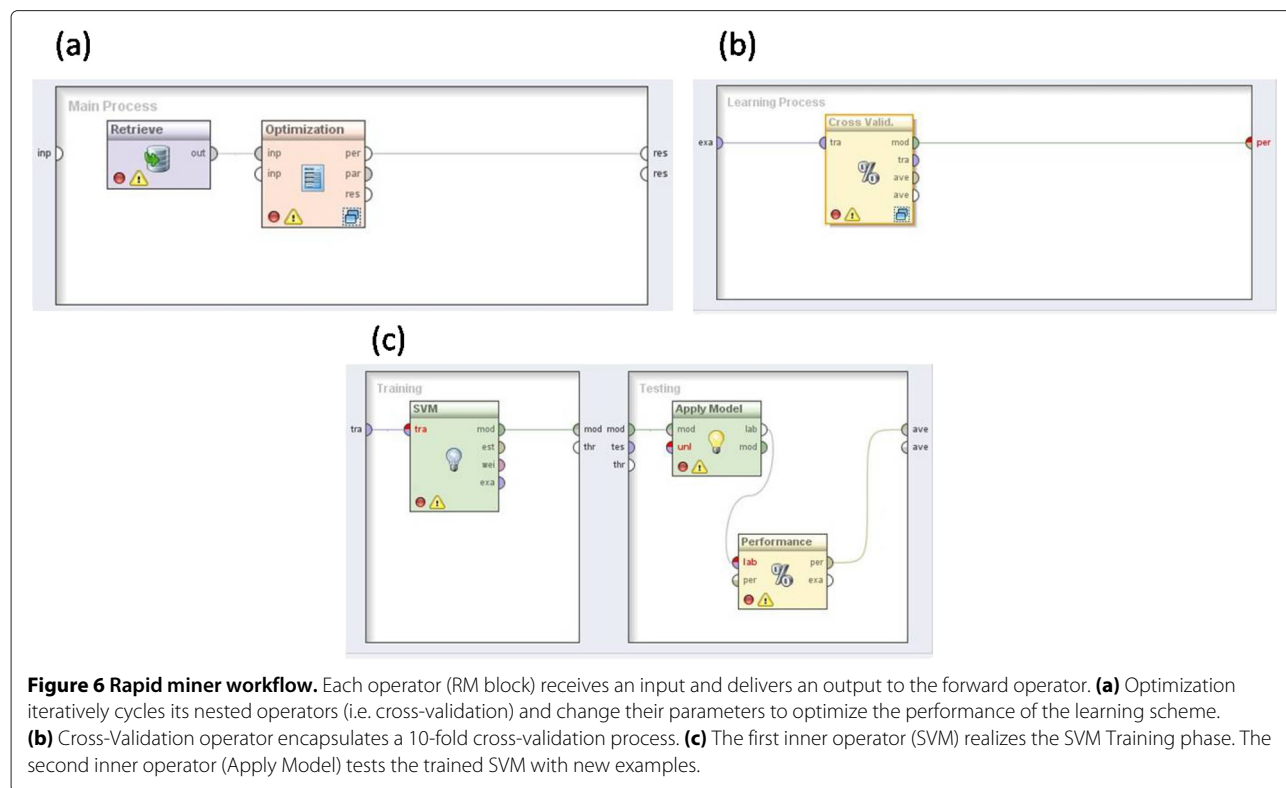 (a)
Main Process
inp
Retrieve
out
Optimization
inp
inp
per
par
res
res
res
(b)
Learning Process
exa
Cross Valid.
tra
mod
tra
ave
ave
per
(c)
Training
tra
SVM
tra
mod
est
wei
exa
mod
thr
Testing
mod
tes
thr
Apply Model
mod
unl
lab
mod
Performance
lab
per
per
exa
ave
ave
Figure 6 Rapid miner workflow. Each operator (RM block) receives an input and delivers an output to the forward operator. (a) Optimization
iteratively cycles its nested operators (i.e. cross-validation) and change their parameters to optimize the performance of the learning scheme.
(b) Cross-Validation operator encapsulates a 10-fold cross-validation process. (c) The first inner operator (SVM) realizes the SVM Training phase. The
second inner operator (Apply Model) tests the trained SVM with new examples.